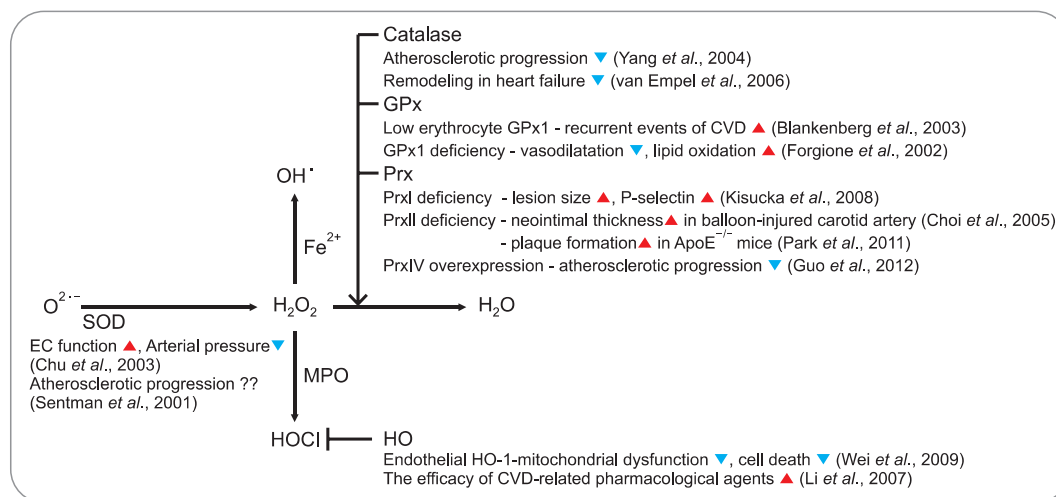 Catalase
Atherosclerotic progression ▼ (Yang et al., 2004)
Remodeling in heart failure ▼ (van Empel et al., 2006)
GPx
Low erythrocyte GPx1 - recurrent events of CVD ▲ (Blankenberg et al., 2003)
GPx1 deficiency - vasodilatation ▼, lipid oxidation ▲ (Forgione et al., 2002)
Prx
PrxI deficiency - lesion size ▲, P-selectin ▲ (Kisucka et al., 2008)
PrxII deficiency - neointimal thickness▲ in balloon-injured carotid artery (Choi et al., 2005)
- plaque formation▲ in ApoE⁻/⁻ mice (Park et al., 2011)
PrxIV overexpression - atherosclerotic progression ▼ (Guo et al., 2012)
OH·
Fe²⁺
O²·⁻
SOD
H₂O₂
H₂O
EC function ▲, Arterial pressure▼
(Chu et al., 2003)
Atherosclerotic progression ??
(Sentman et al., 2001)
MPO
HOCl
HO
Endothelial HO-1-mitochondrial dysfunction ▼, cell death ▼ (Wei et al., 2009)
The efficacy of CVD-related pharmacological agents ▲ (Li et al., 2007)